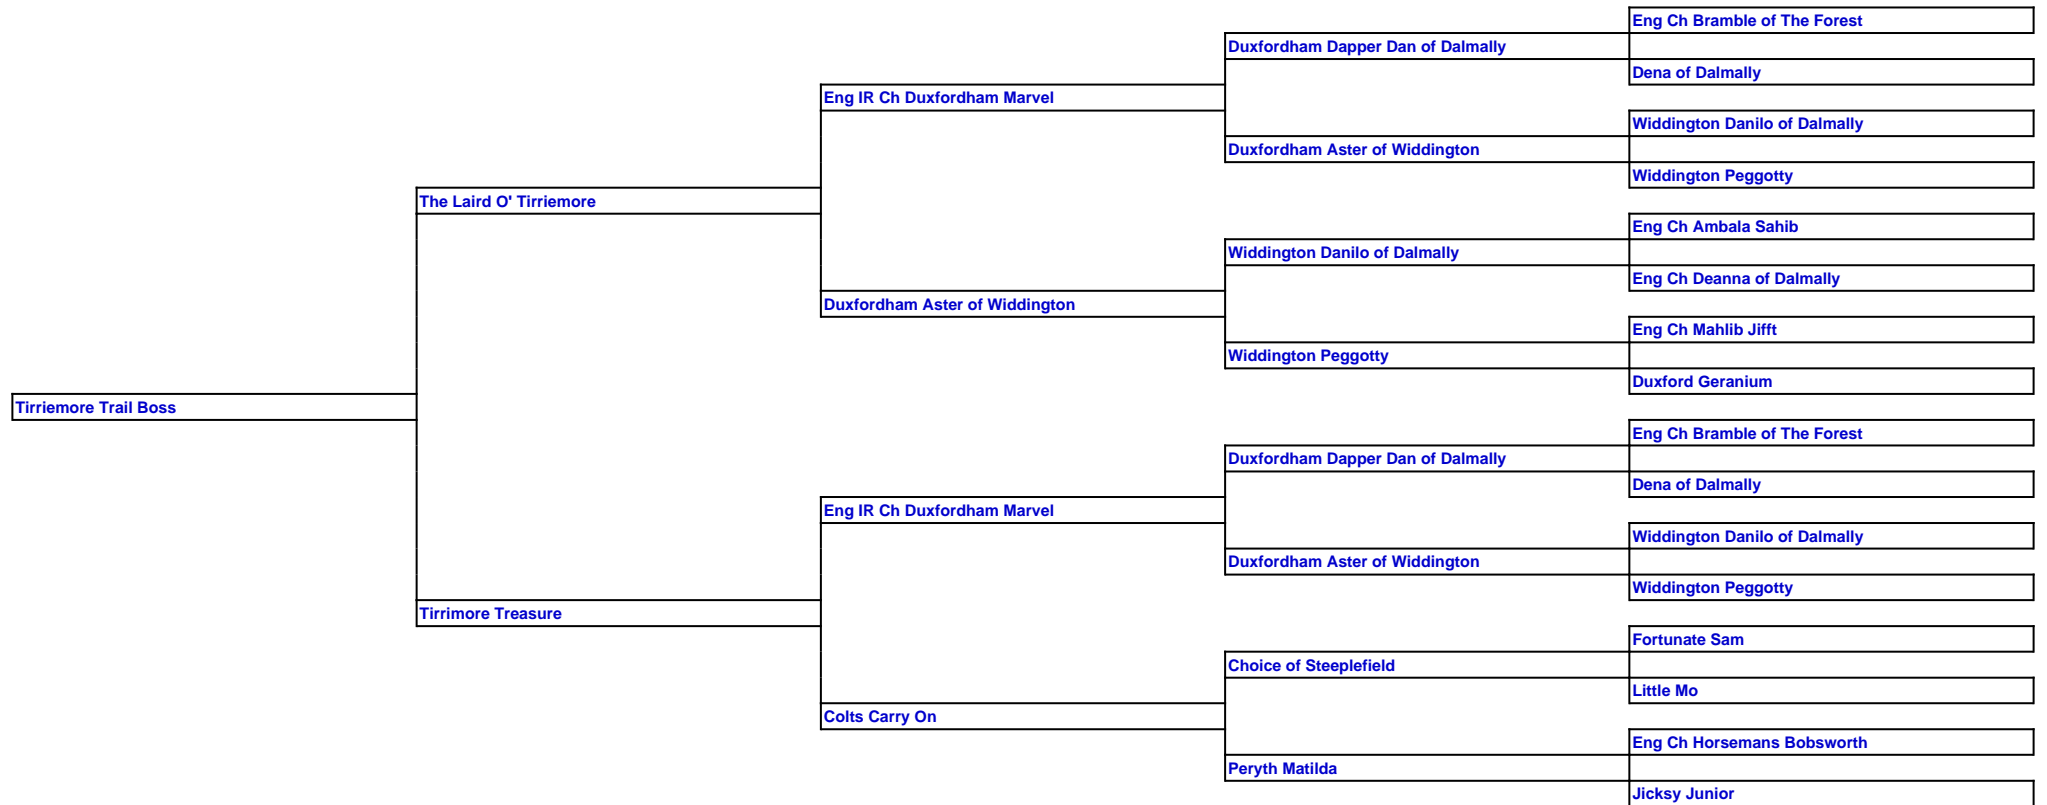 Eng Ch Bramble of The Forest
Duxfordham Dapper Dan of Dalmally
Dena of Dalmally
Eng IR Ch Duxfordham Marvel
Widdington Danilo of Dalmally
Duxfordham Aster of Widdington
Widdington Peggotty
The Laird O' Tirriemore
Eng Ch Ambala Sahib
Widdington Danilo of Dalmally
Eng Ch Deanna of Dalmally
Duxfordham Aster of Widdington
Eng Ch Mahlib Jifft
Widdington Peggotty
Duxford Geranium
Tirriemore Trail Boss
Eng Ch Bramble of The Forest
Duxfordham Dapper Dan of Dalmally
Dena of Dalmally
Eng IR Ch Duxfordham Marvel
Widdington Danilo of Dalmally
Duxfordham Aster of Widdington
Widdington Peggotty
Tirrimore Treasure
Fortunate Sam
Choice of Steeplefield
Little Mo
Colts Carry On
Eng Ch Horsemans Bobsworth
Peryth Matilda
Jicksy Junior